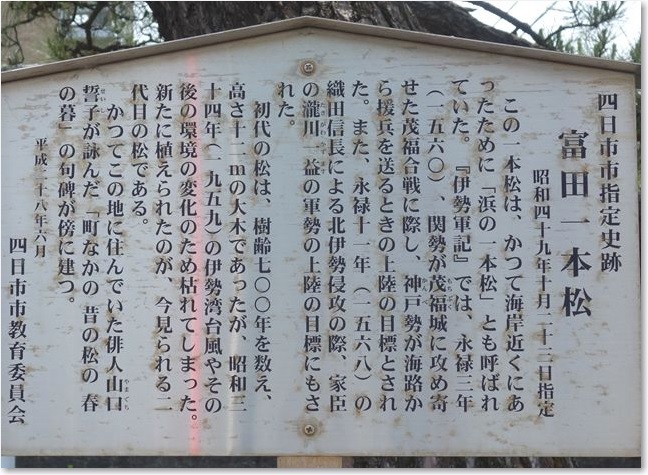 四日市市指定史跡
富田一本松
昭和四十九年十月二十二日指定
この一本松は、かつて海岸近くにあ
ったために「浜の一本松」とも呼ばれ
ていた。『伊勢軍記』では、永禄三年
（一五六〇）、関勢が茂福城に攻め寄
せた茂福合戦に際し、神戸勢が海路か
ら援兵を送るときの上陸の目標とされ
た。また、永禄十一年（一五六八）の
織田信長による北伊勢侵攻の際、家臣
の瀧川一益の軍勢の上陸の目標にもさ
れた。
初代の松は、樹齢七〇〇年を数え、
高さ十一ｍの大木であったが、昭和三
十四年（一九五九）の伊勢湾台風やその
後の環境の変化のため枯れてしまった。
新たに植えられたのが、今見られる二
代目の松である。
かつてこの地に住んでいた俳人山口
誓子が詠んだ「町なかの 昔の松の 春
の暮」の句碑が傍に建つ。
平成二十八年六月
四日市市教育委員会